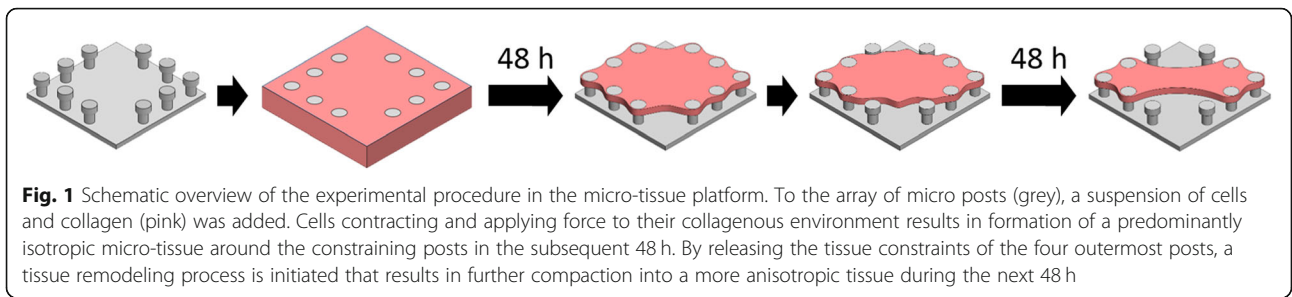 48 h
48 h
Fig. 1 Schematic overview of the experimental procedure in the micro-tissue platform. To the array of micro posts (grey), a suspension of cells
and collagen (pink) was added. Cells contracting and applying force to their collagenous environment results in formation of a predominantly
isotropic micro-tissue around the constraining posts in the subsequent 48 h. By releasing the tissue constraints of the four outermost posts, a
tissue remodeling process is initiated that results in further compaction into a more anisotropic tissue during the next 48 h